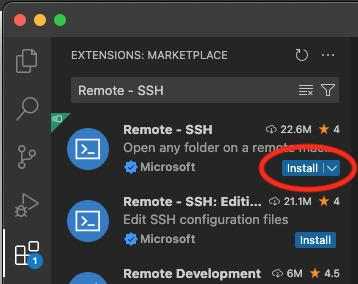 EXTENSIONS: MARKETPLACE
Remote - SSH
Remote - SSH 22.6M ★ 4
Open any folder on a remote mac...
Microsoft Install
Remote - SSH: Editi... 21.1M ★ 4
Edit SSH configuration files
Microsoft Install
1
Remote Development 6M ★ 4.5